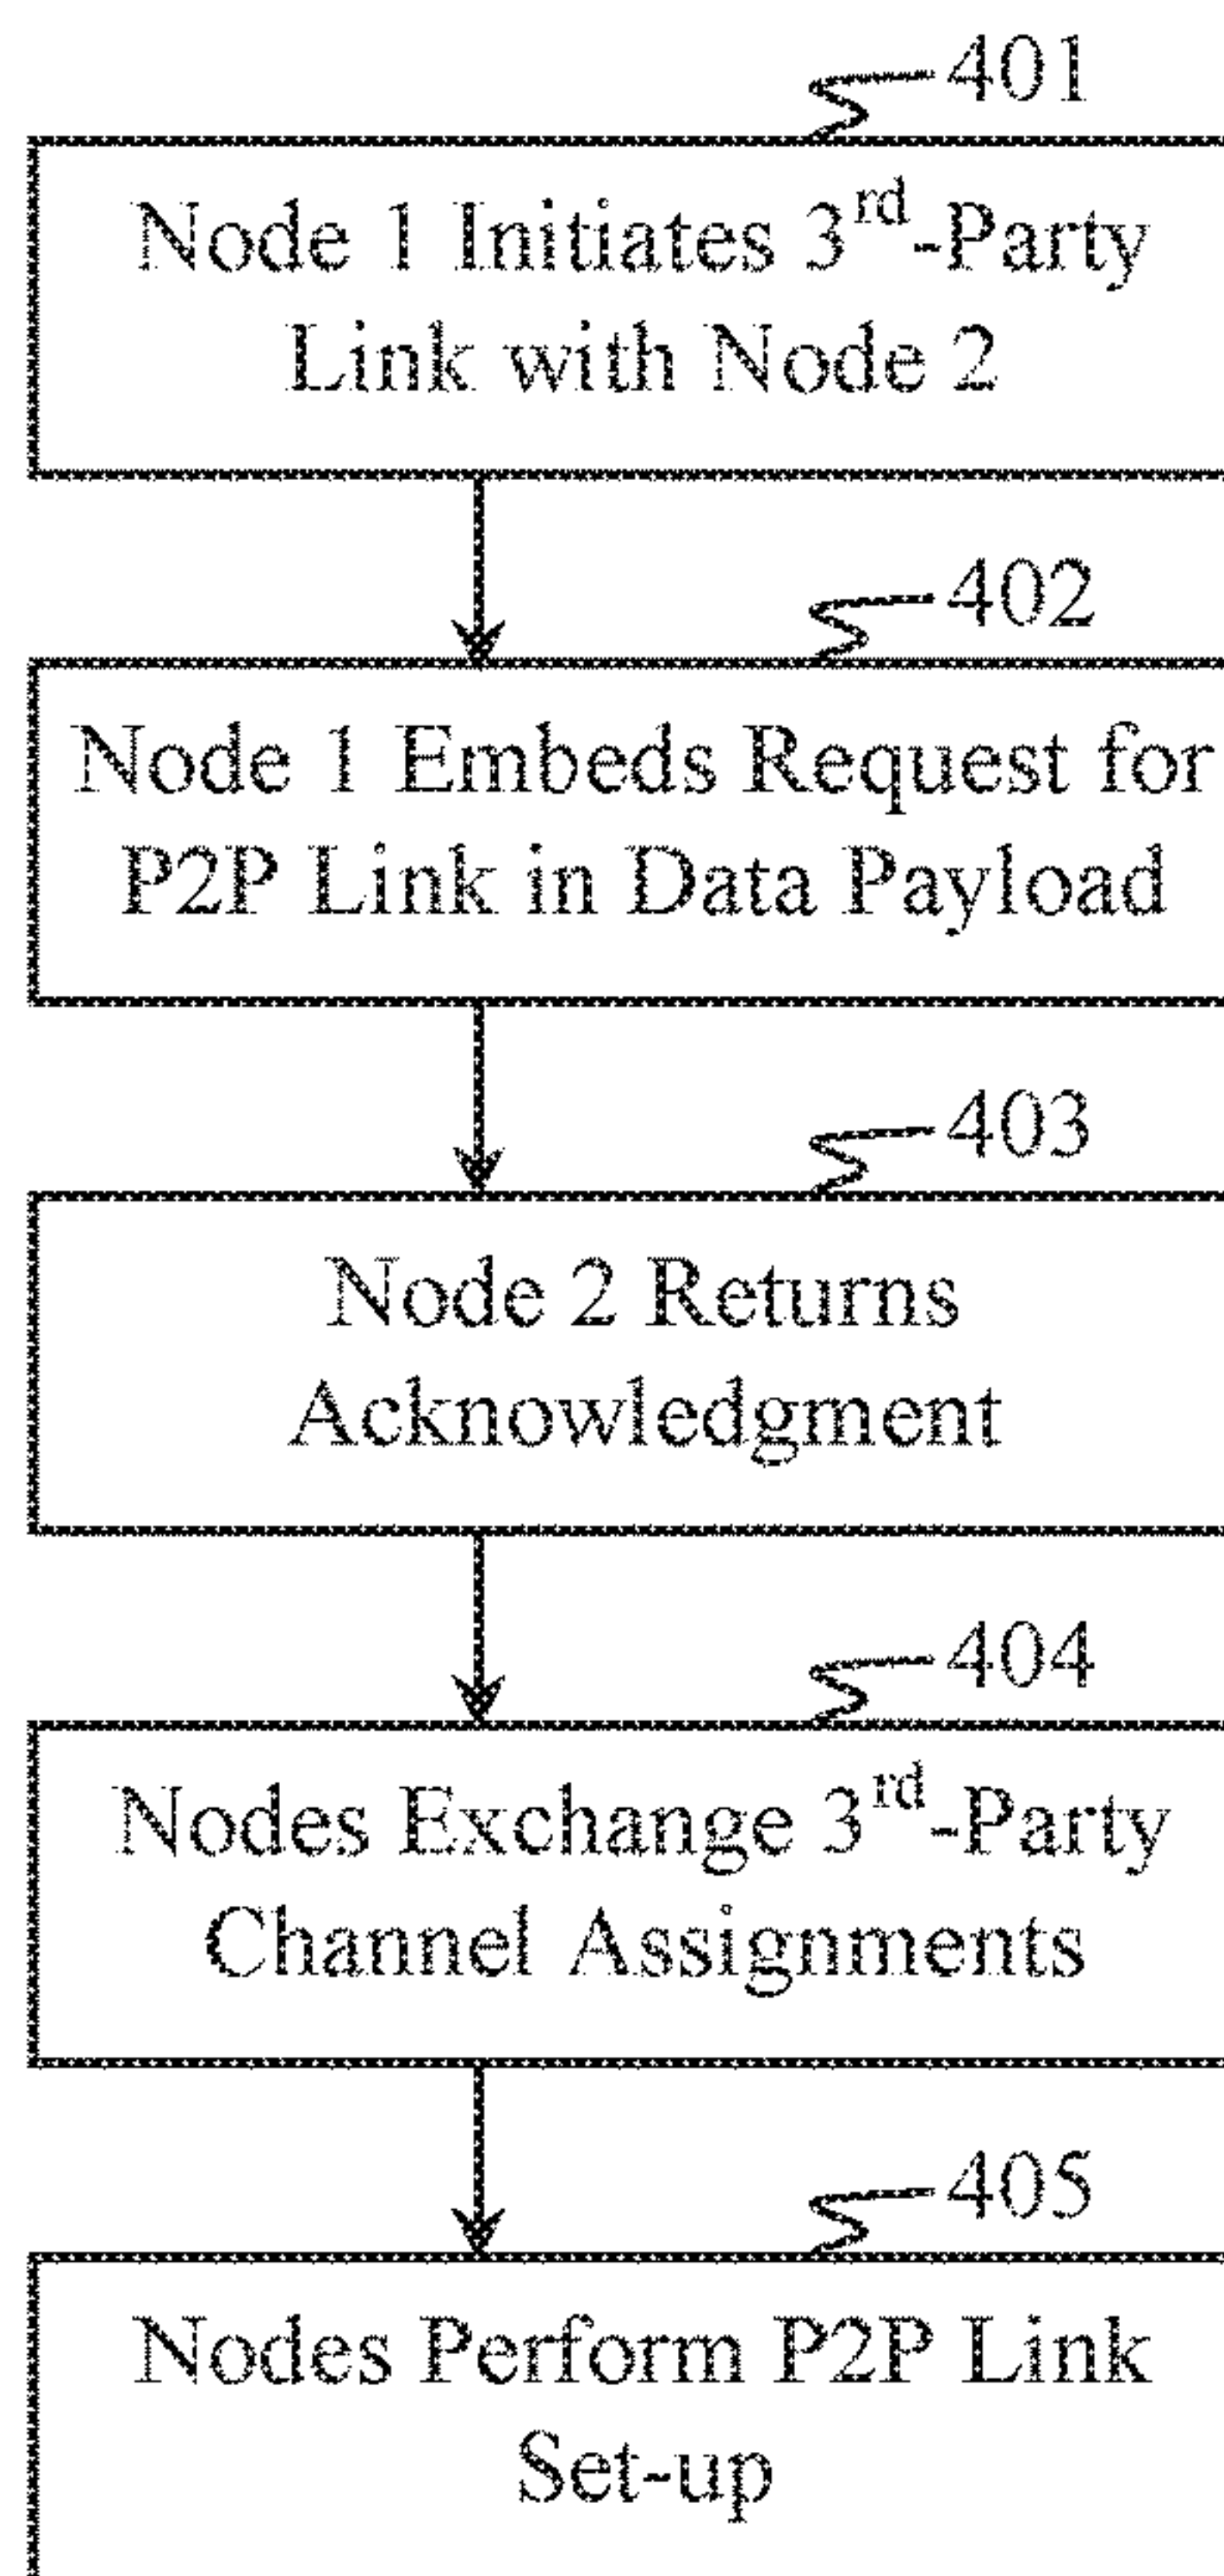 401
Node 1 Initiates 3rd-Party
Link with Node 2
402
Node 1 Embeds Request for
P2P Link in Data Payload
403
Node 2 Returns
Acknowledgment
404
Nodes Exchange 3rd-Party
Channel Assignments
405
Nodes Perform P2P Link
Set-up